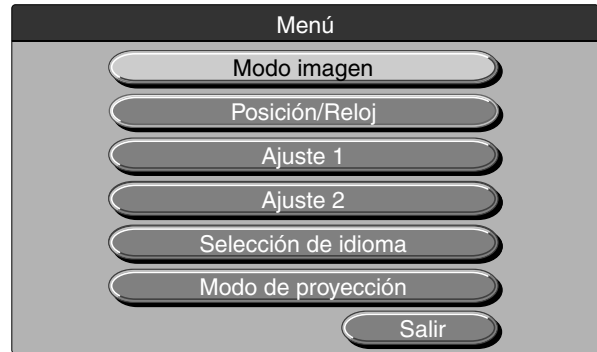 Menú
Modo imagen
Posición/Reloj
Ajuste 1
Ajuste 2
Selección de idioma
Modo de proyección
Salir